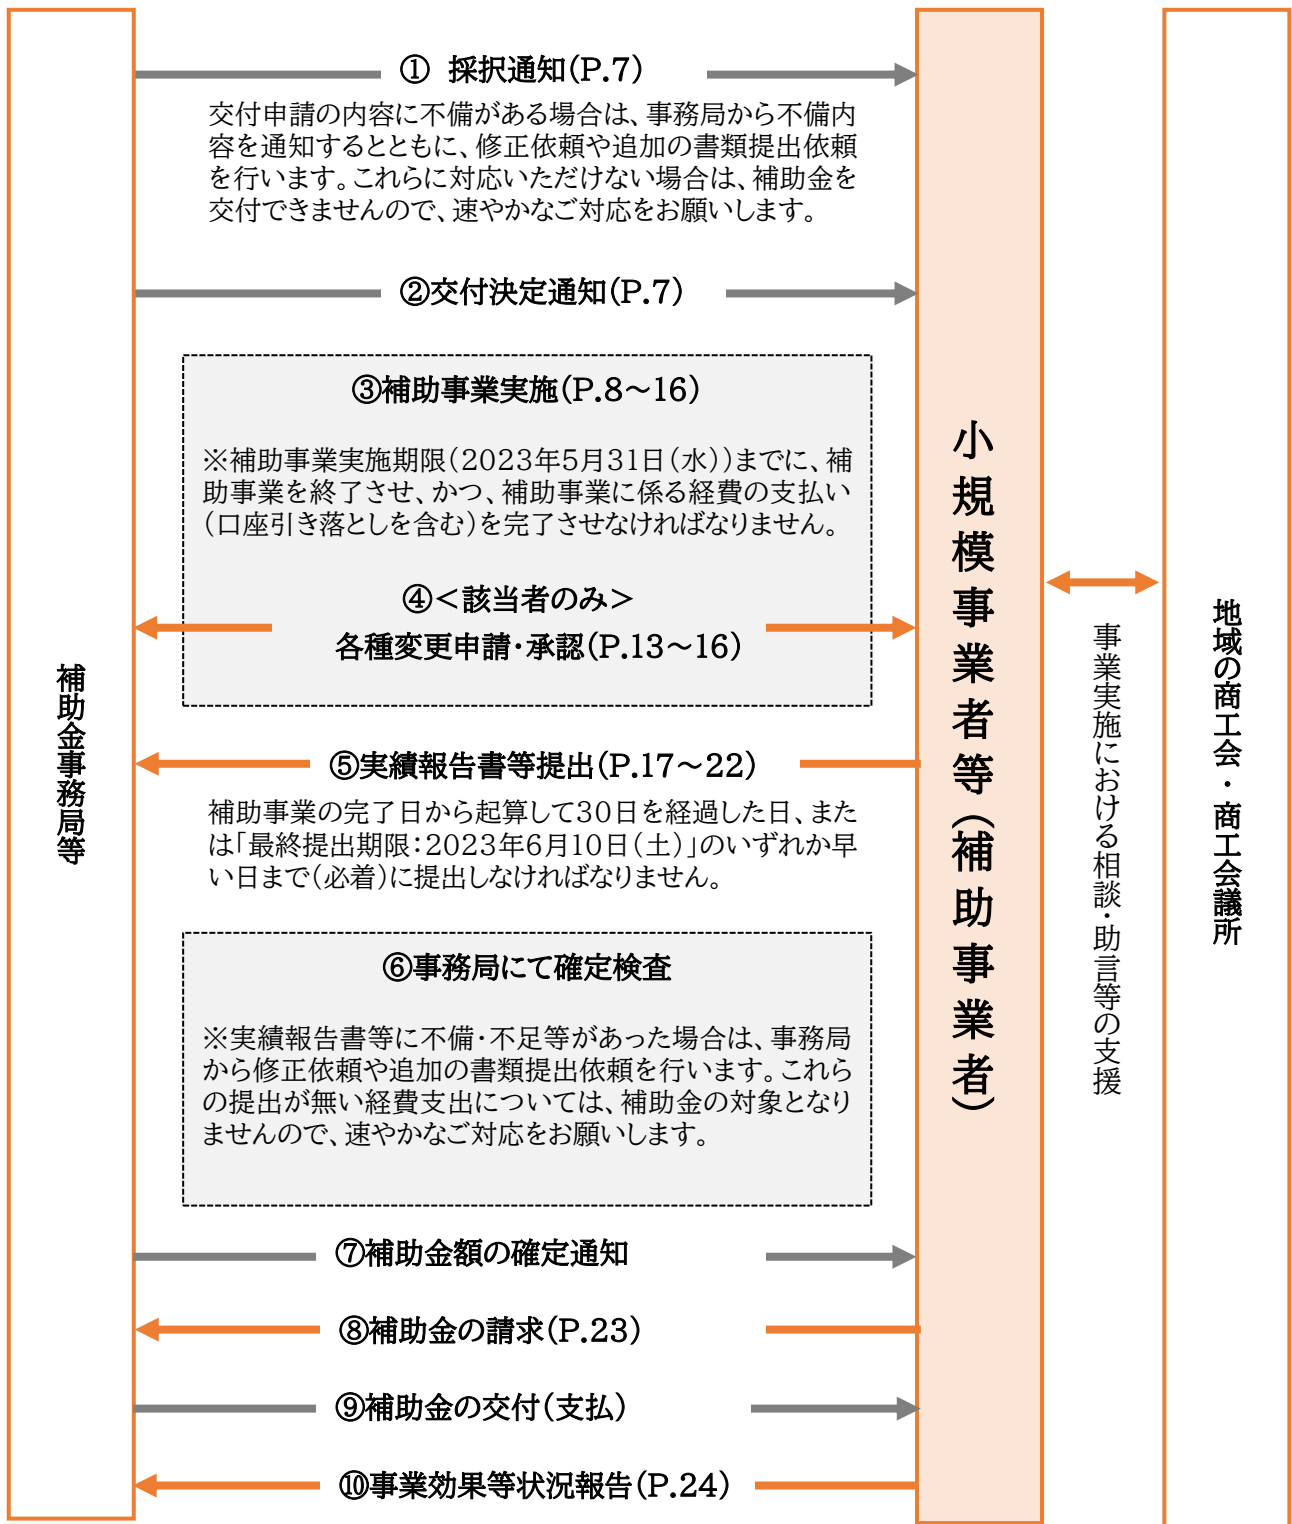 ① 採択通知(P.7)
交付申請の内容に不備がある場合は、事務局から不備内
容を通知するとともに、修正依頼や追加の書類提出依頼
を行います。これらに対応いただけない場合は、補助金を
交付できませんので、速やかなご対応をお願いします。
②交付決定通知(P.7)
③補助事業実施(P.8～16)
※補助事業実施期限(2023年5月31日(水))までに、補
助事業を終了させ、かつ、補助事業に係る経費の支払い
(口座引き落としを含む)を完了させなければなりません。
④＜該当者のみ＞
各種変更申請・承認(P.13～16)
⑤実績報告書等提出(P.17～22)
補助事業の完了日から起算して30日を経過した日、また
は「最終提出期限：2023年6月10日(土)」のいずれか早
い日まで(必着)に提出しなければなりません。
⑥事務局にて確定検査
※実績報告書等に不備・不足等があった場合は、事務局
から修正依頼や追加の書類提出依頼を行います。これら
の提出が無い経費支出については、補助金の対象となり
ませんので、速やかなご対応をお願いします。
⑦補助金額の確定通知
⑧補助金の請求(P.23)
⑨補助金の交付(支払)
⑩事業効果等状況報告(P.24)
補助金事務局等
小規模事業者等(補助事業者)
事業実施における相談・助言等の支援
地域の商工会・商工会議所